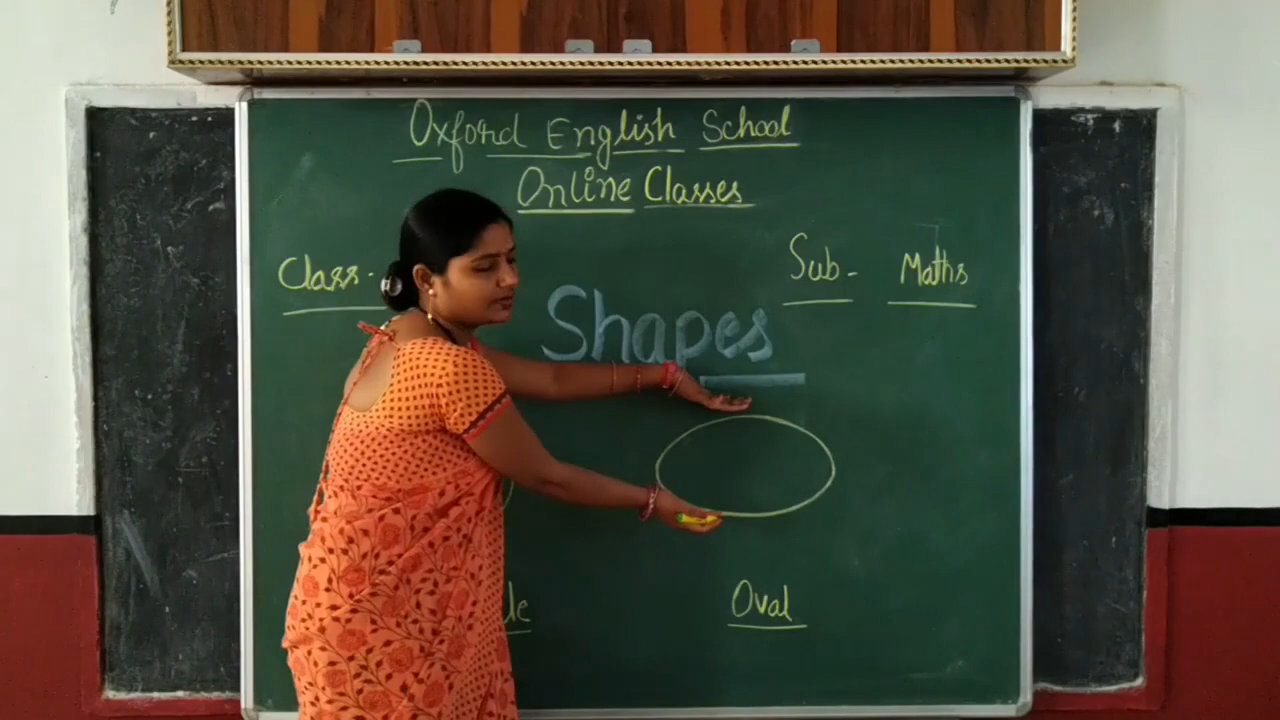 Oxford English School
Online Classes
Class-
Sub- Maths
Shapes
Oval